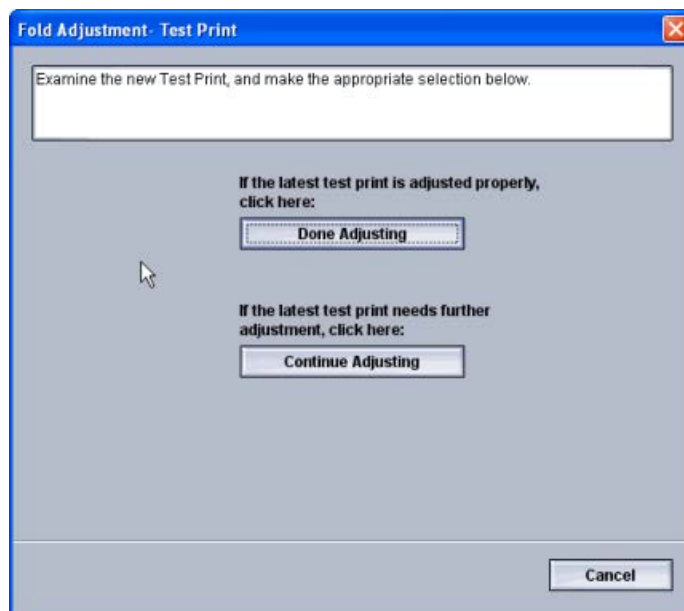 Fold Adjustment- Test Print
Examine the new Test Print, and make the appropriate selection below.
If the latest test print is adjusted properly,
click here:
Done Adjusting
If the latest test print needs further
adjustment, click here:
Continue Adjusting
Cancel